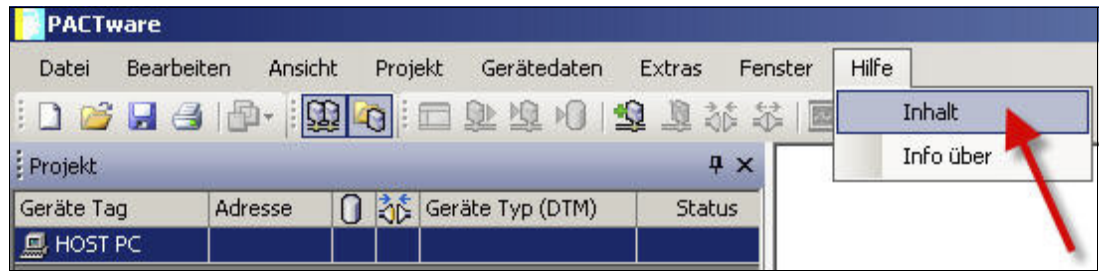 PACTware
Datei Bearbeiten Ansicht Projekt Gerätedaten Extras Fenster Hilfe
Inhalt
Info über
Projekt
Geräte Tag Adresse Geräte Typ (DTM) Status
HOST PC